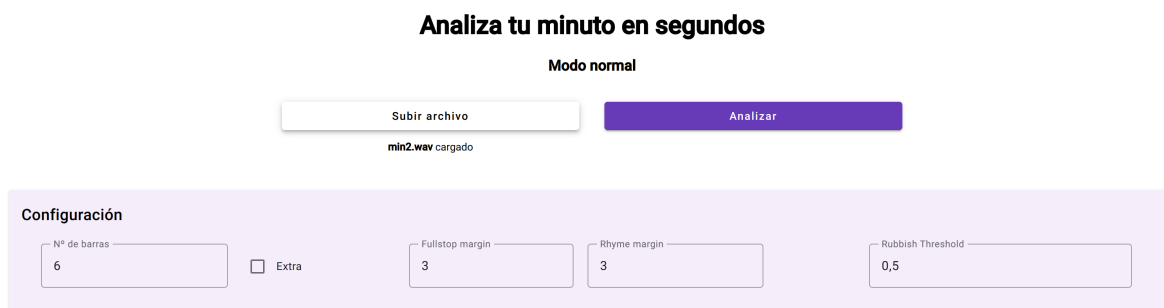 Analiza tu minuto en segundos
Modo normal
Subir archivo
Analizar
min2.wav cargado
Configuración
Nº de barras
6
Extra
Fullstop margin
3
Rhyme margin
3
Rubbish Threshold
0,5